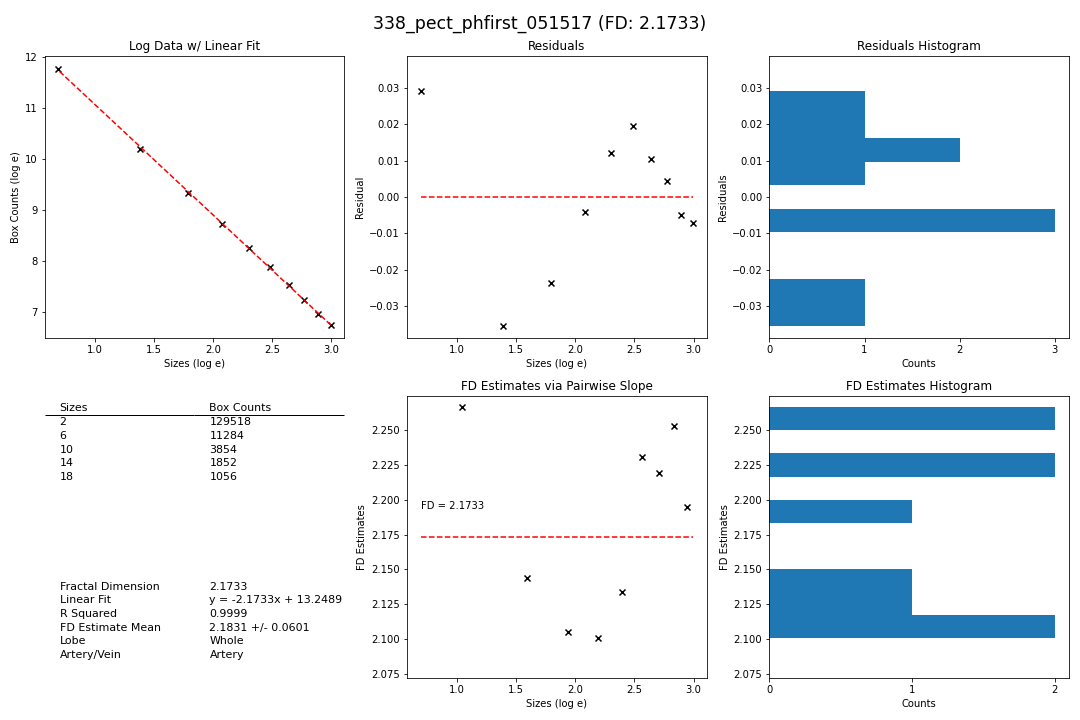 338_pect_phfirst_051517 (FD: 2.1733)
Log Data w/ Linear Fit
Box Counts (log e)
12
11
10
9
8
7
1.0 1.5 2.0 2.5 3.0
Sizes (log e)
Residuals
Residual
0.03
0.02
0.01
0.00
−0.01
−0.02
−0.03
1.0 1.5 2.0 2.5 3.0
Sizes (log e)
Residuals Histogram
Residuals
0.03
0.02
0.01
0.00
−0.01
−0.02
−0.03
0 1 2 3
Counts
Sizes Box Counts
2 129518
6 11284
10 3854
14 1852
18 1056
Fractal Dimension 2.1733
Linear Fit y = -2.1733x + 13.2489
R Squared 0.9999
FD Estimate Mean 2.1831 +/- 0.0601
Lobe Whole
Artery/Vein Artery
FD Estimates via Pairwise Slope
FD Estimates
2.250
2.225
2.200
2.175
2.150
2.125
2.100
2.075
FD = 2.1733
1.0 1.5 2.0 2.5 3.0
Sizes (log e)
FD Estimates Histogram
FD Estimates
2.250
2.225
2.200
2.175
2.150
2.125
2.100
2.075
0 1 2
Counts